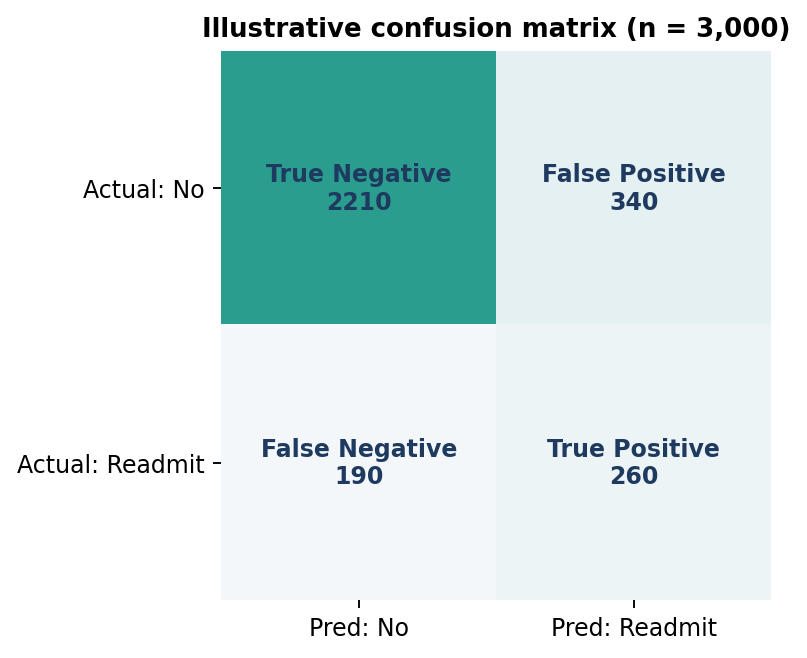 Illustrative confusion matrix (n = 3,000)
Actual: No
True Negative
2210
False Positive
340
Actual: Readmit
False Negative
190
True Positive
260
Pred: No
Pred: Readmit